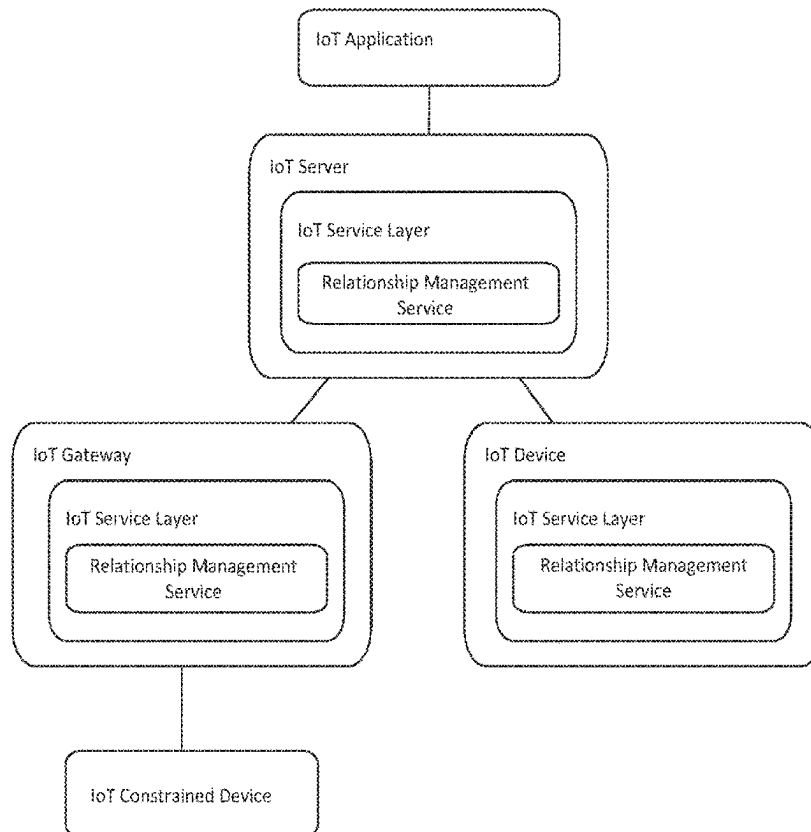 IoT Application
IoT Server
IoT Service Layer
Relationship Management
Service
IoT Gateway
IoT Service Layer
Relationship Management
Service
IoT Device
IoT Service Layer
Relationship Management
Service
IoT Constrained Device